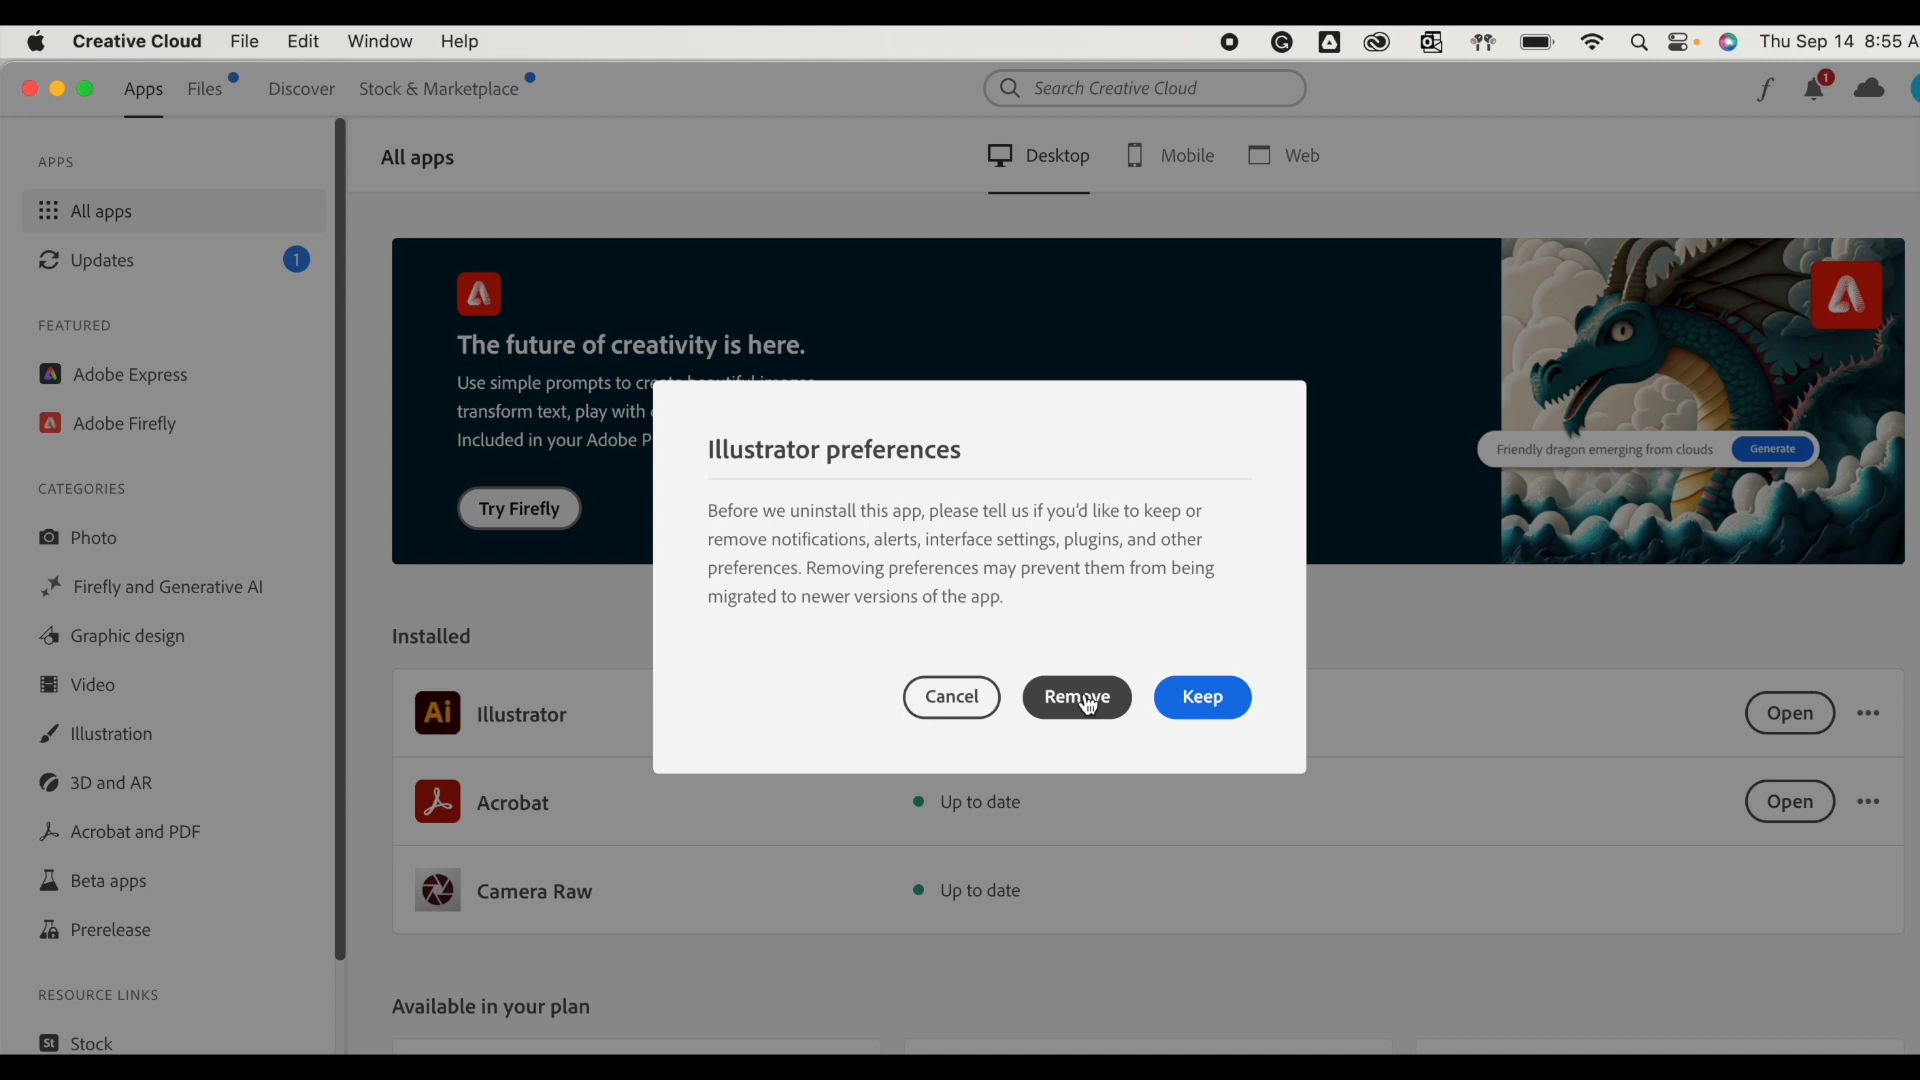 Creative Cloud File Edit Window Help
Thu Sep 14 8:55 A
Apps Files Discover Stock & Marketplace
Search Creative Cloud
1
APPS
All apps
Updates 1
FEATURED
Adobe Express
Adobe Firefly
CATEGORIES
Photo
Firefly and Generative AI
Graphic design
Video
Illustration
3D and AR
Acrobat and PDF
Beta apps
Prerelease
RESOURCE LINKS
St Stock
All apps
Desktop Mobile Web
The future of creativity is here.
Use simple prompts to create beautiful images,
transform text, play with
Included in your Adobe P
Try Firefly
Friendly dragon emerging from clouds Generate
Illustrator preferences
Before we uninstall this app, please tell us if you'd like to keep or
remove notifications, alerts, interface settings, plugins, and other
preferences. Removing preferences may prevent them from being
migrated to newer versions of the app.
Cancel Remove Keep
Installed
Ai Illustrator Open
Acrobat Up to date Open
Camera Raw Up to date
Available in your plan